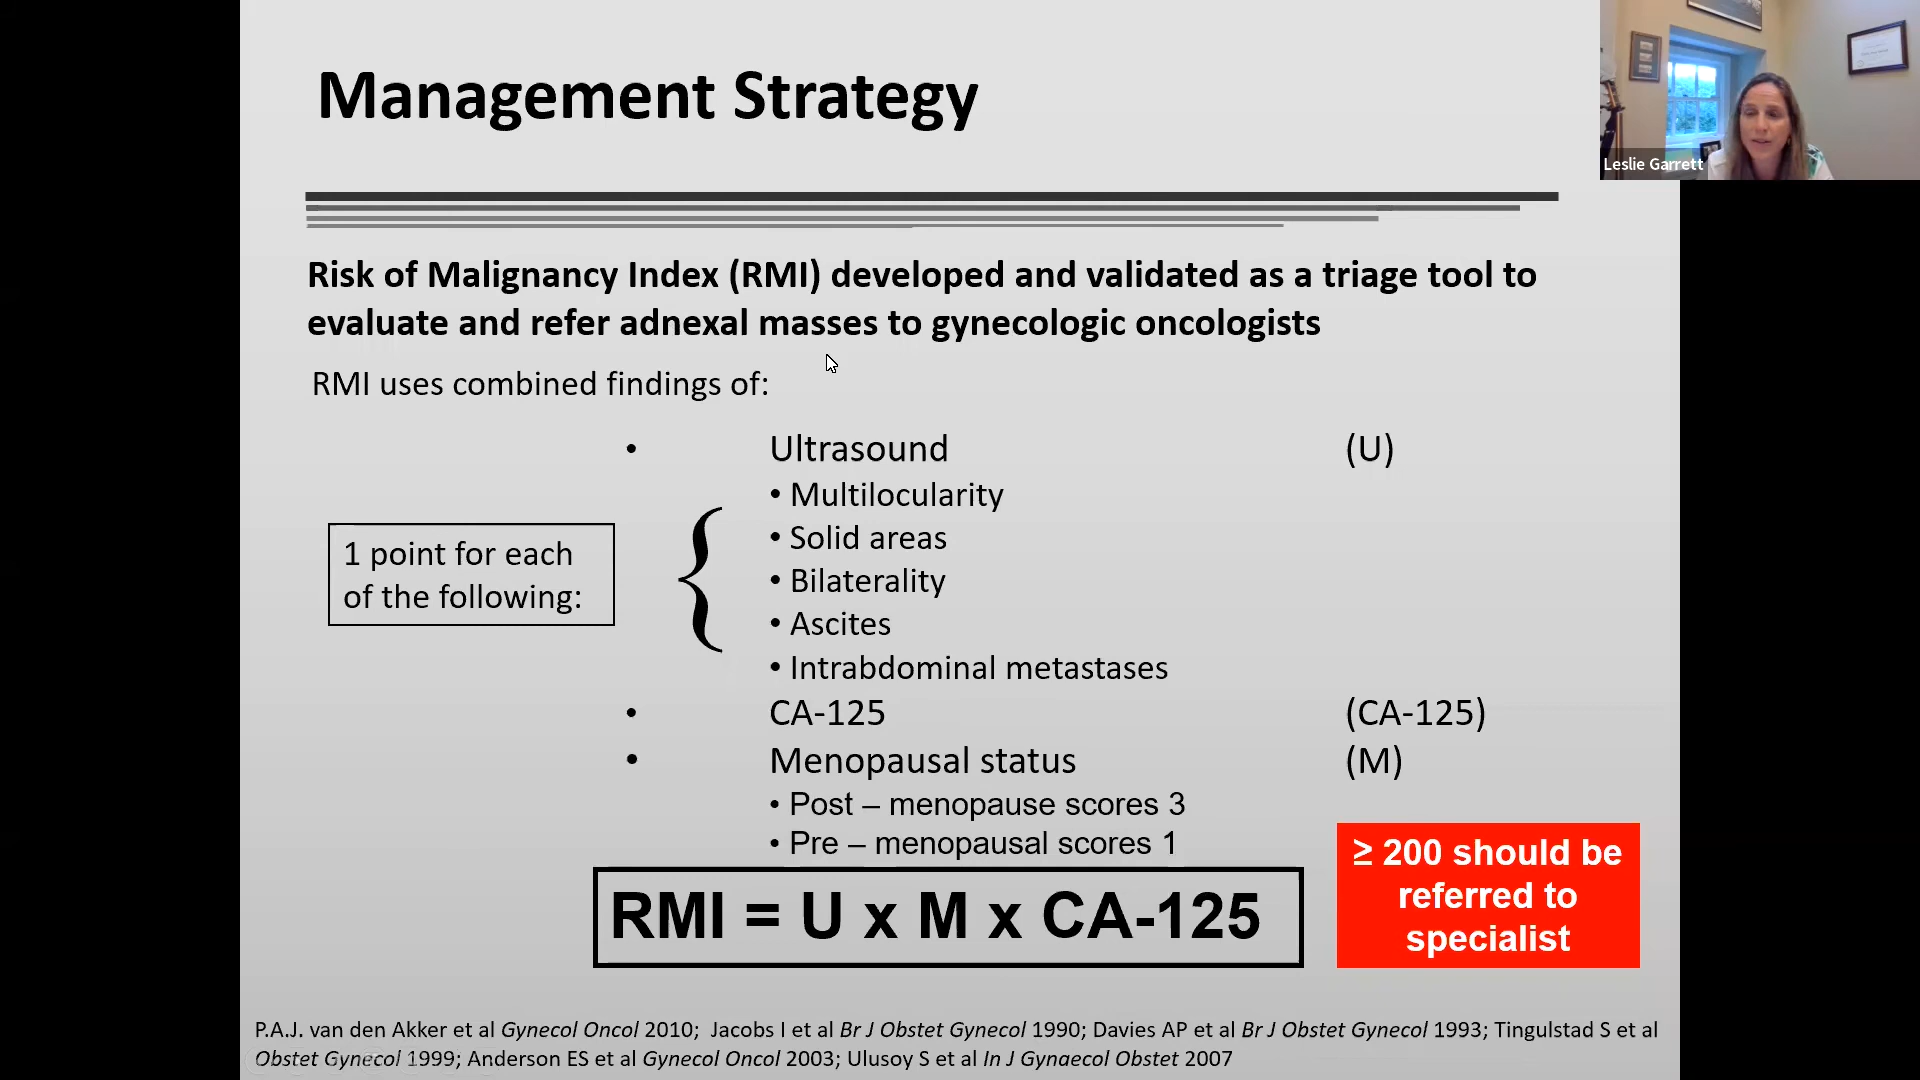 Management Strategy
Leslie Garrett
Risk of Malignancy Index (RMI) developed and validated as a triage tool to
evaluate and refer adnexal masses to gynecologic oncologists
RMI uses combined findings of:
• Ultrasound (U)
• Multilocularity
• Solid areas
1 point for each
of the following:
• Bilaterality
• Ascites
• Intrabdominal metastases
• CA-125 (CA-125)
• Menopausal status (M)
• Post – menopause scores 3
• Pre – menopausal scores 1
RMI = U x M x CA-125
≥ 200 should be
referred to
specialist
P.A.J. van den Akker et al Gynecol Oncol 2010; Jacobs I et al Br J Obstet Gynecol 1990; Davies AP et al Br J Obstet Gynecol 1993; Tingulstad S et al
Obstet Gynecol 1999; Anderson ES et al Gynecol Oncol 2003; Ulusoy S et al In J Gynaecol Obstet 2007